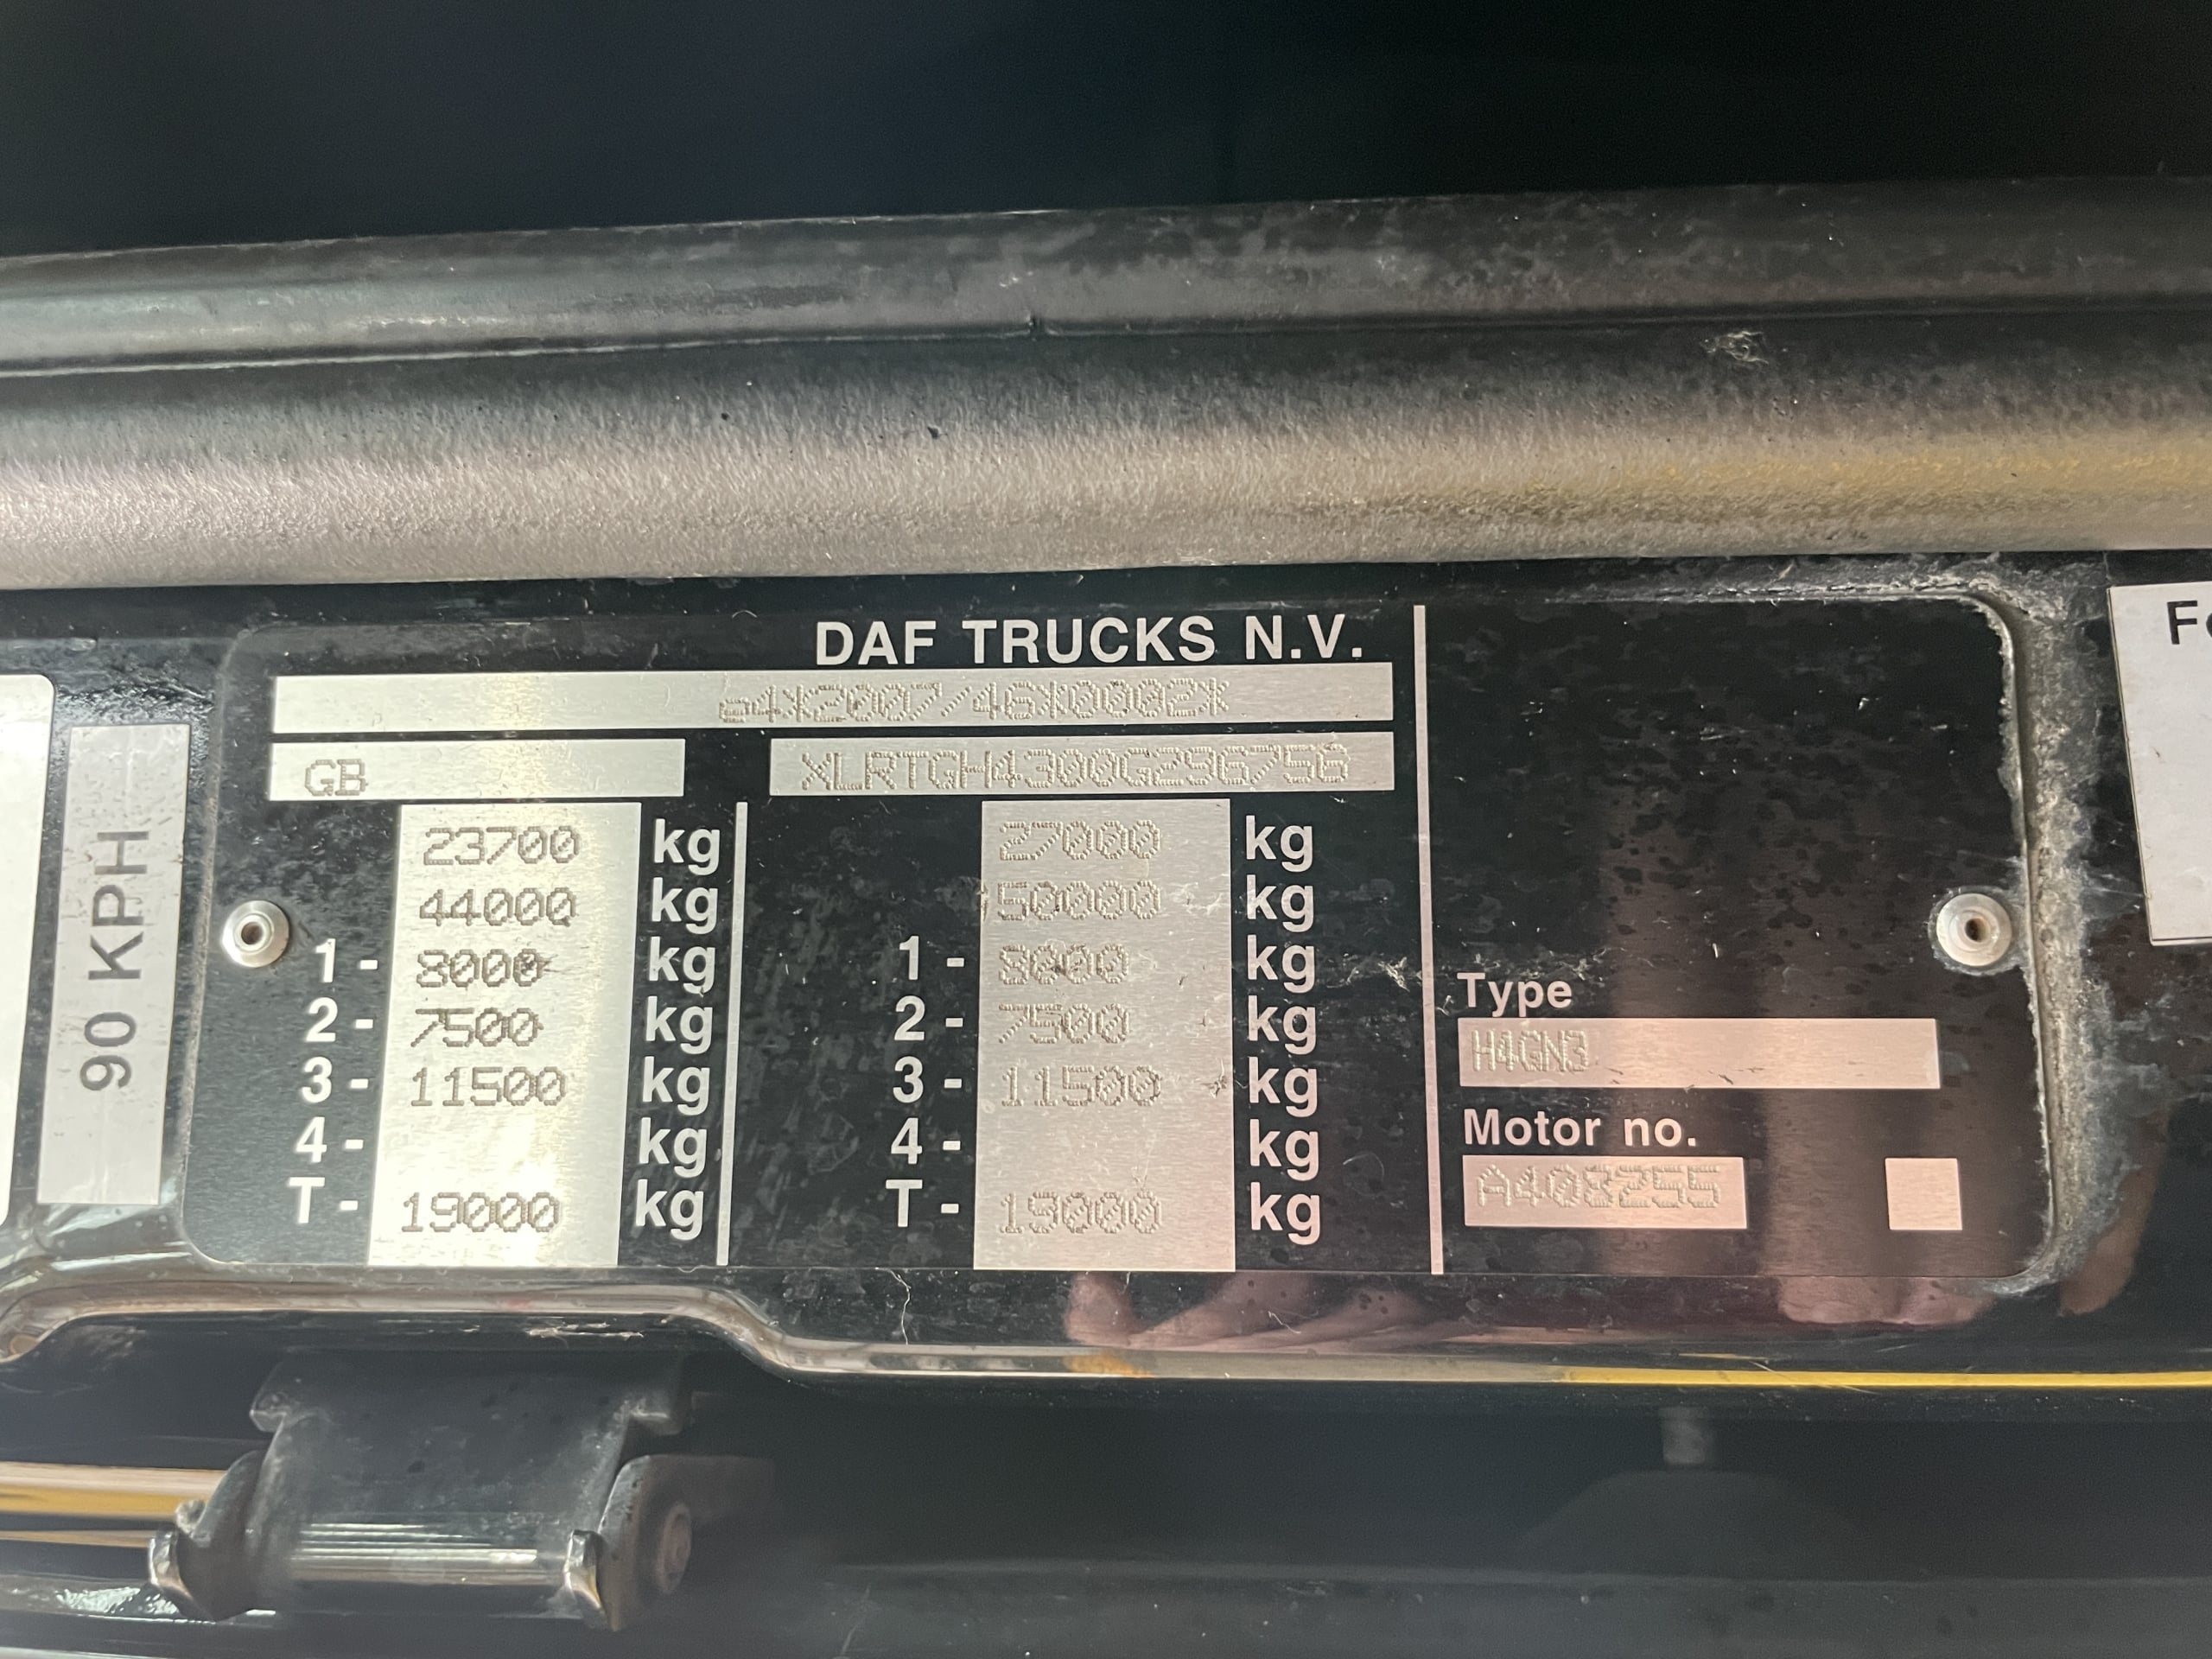 DAF TRUCKS N.V.
e4*2007/46*0002*
GB XLRTGH4300G296756
23700 kg 27000 kg
44000 kg 50000 kg
1 - 8000 kg 1 - 8000 kg
2 - 7500 kg 2 - 7500 kg
3 - 11500 kg 3 - 11500 kg
4 - kg 4 - kg
T - 19000 kg T - 19000 kg
Type
H4GN3
Motor no.
A408255
90 KPH